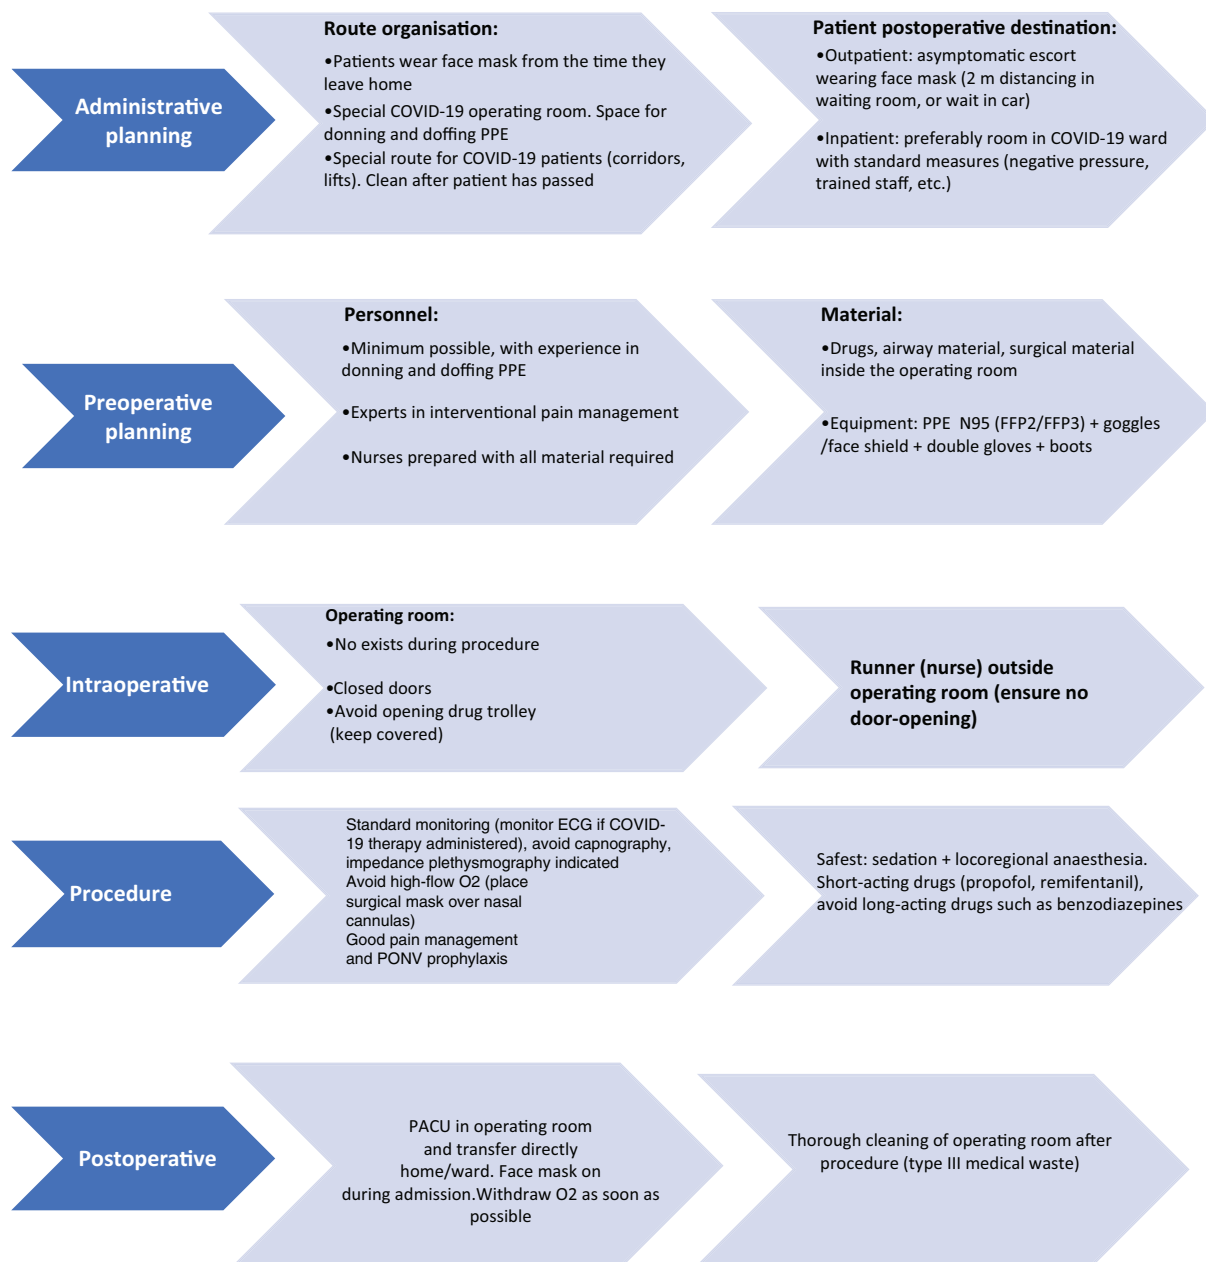 Administrative
planning
Route organisation:
•Patients wear face mask from the time they
leave home
•Special COVID-19 operating room. Space for
donning and doffing PPE
•Special route for COVID-19 patients (corridors,
lifts). Clean after patient has passed
Patient postoperative destination:
•Outpatient: asymptomatic escort
wearing face mask (2 m distancing in
waiting room, or wait in car)
•Inpatient: preferably room in COVID-19 ward
with standard measures (negative pressure,
trained staff, etc.)
Preoperative
planning
Personnel:
•Minimum possible, with experience in
donning and doffing PPE
•Experts in interventional pain management
•Nurses prepared with all material required
Material:
•Drugs, airway material, surgical material
inside the operating room
•Equipment: PPE N95 (FFP2/FFP3) + goggles
/face shield + double gloves + boots
Intraoperative
Operating room:
•No exists during procedure
•Closed doors
•Avoid opening drug trolley
(keep covered)
Runner (nurse) outside
operating room (ensure no
door-opening)
Procedure
Standard monitoring (monitor ECG if COVID-
19 therapy administered), avoid capnography,
impedance plethysmography indicated
Avoid high-flow O2 (place
surgical mask over nasal
cannulas)
Good pain management
and PONV prophylaxis
Safest: sedation + locoregional anaesthesia.
Short-acting drugs (propofol, remifentanil),
avoid long-acting drugs such as benzodiazepines
Postoperative
PACU in operating room
and transfer directly
home/ward. Face mask on
during admission.Withdraw O2 as soon as
possible
Thorough cleaning of operating room after
procedure (type III medical waste)